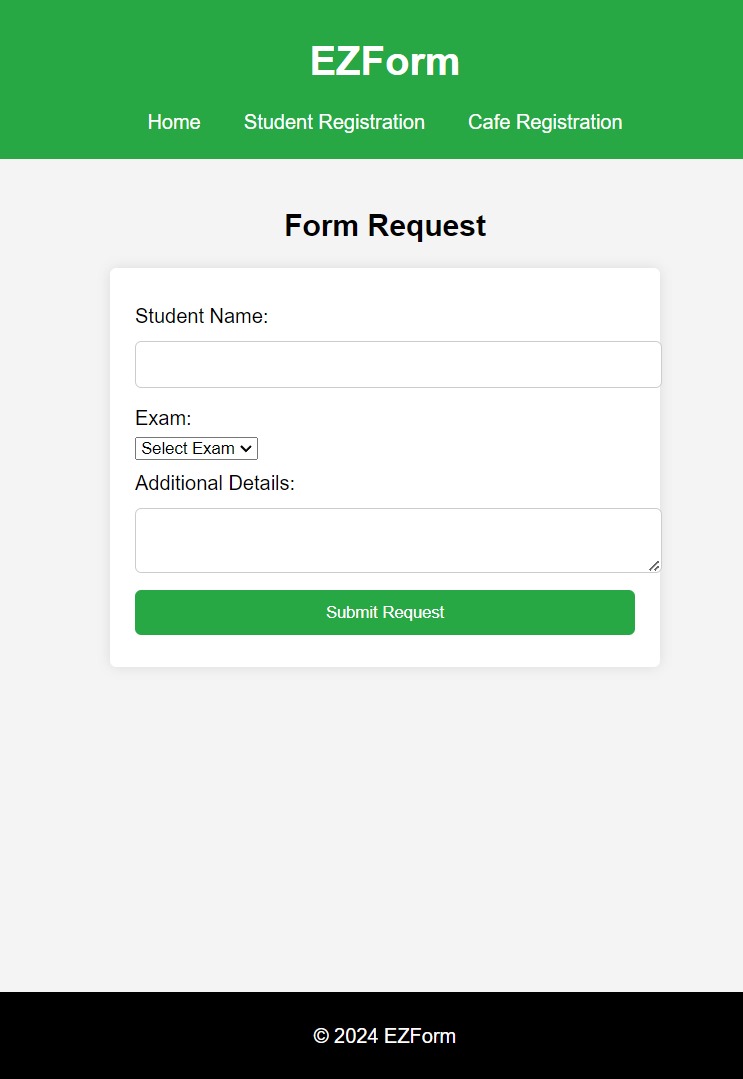 EZForm
Home Student Registration Cafe Registration
Form Request
Student Name:
Exam:
Select Exam
Additional Details:
Submit Request
© 2024 EZForm